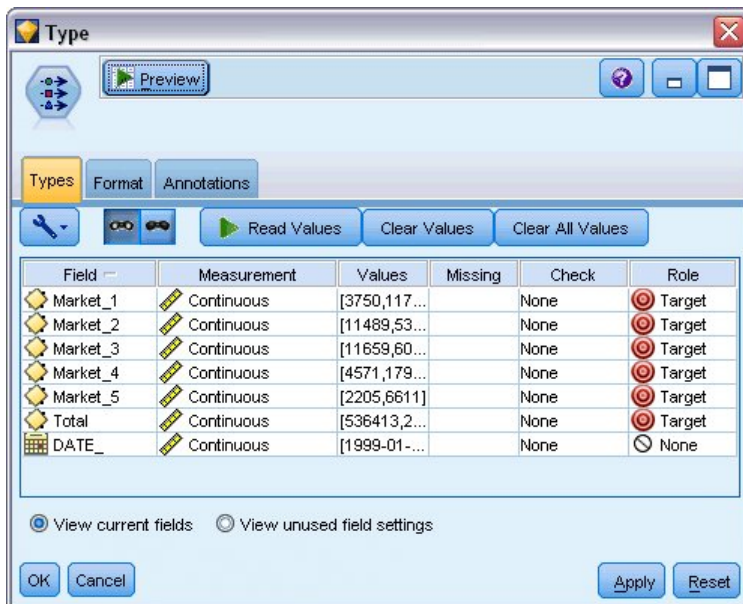 Type
Preview
Types Format Annotations
Read Values Clear Values Clear All Values
Field Measurement Values Missing Check Role
Market_1 Continuous [3750,117... None Target
Market_2 Continuous [11489,53... None Target
Market_3 Continuous [11659,60... None Target
Market_4 Continuous [4571,179... None Target
Market_5 Continuous [2205,6611] None Target
Total Continuous [536413,2... None Target
DATE_ Continuous [1999-01-... None None
View current fields View unused field settings
OK Cancel Apply Reset